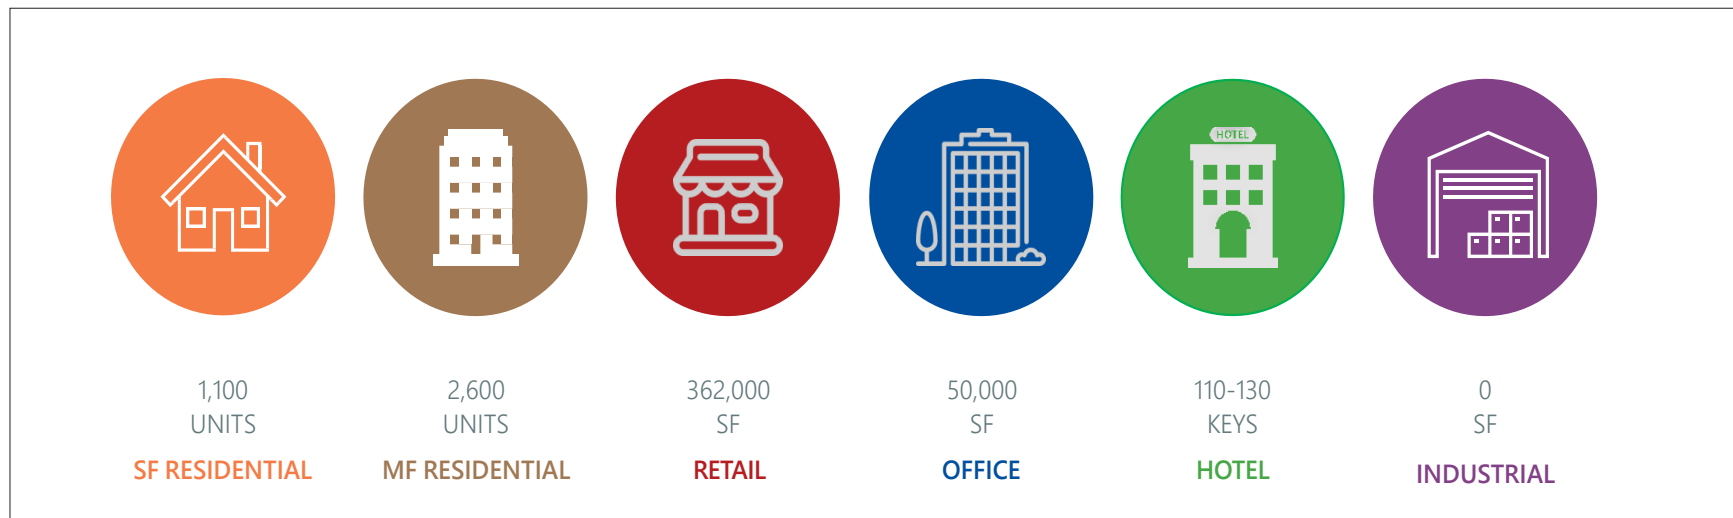 HOTEL
1,100
UNITS
SF RESIDENTIAL
2,600
UNITS
MF RESIDENTIAL
362,000
SF
RETAIL
50,000
SF
OFFICE
110-130
KEYS
HOTEL
0
SF
INDUSTRIAL